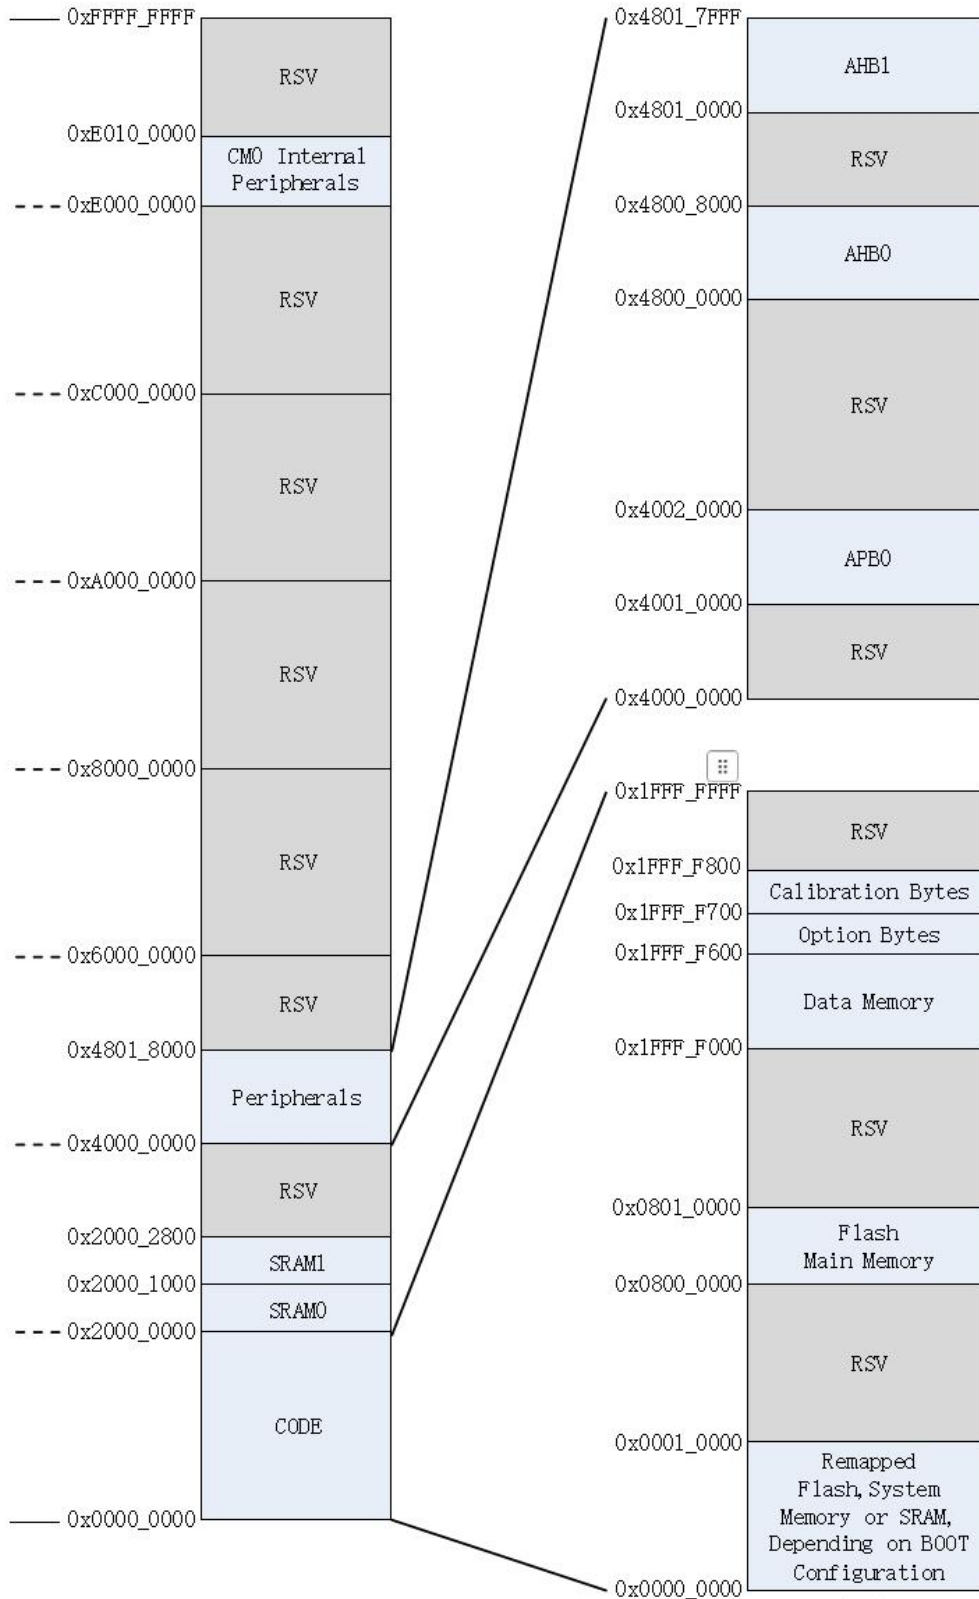 0xFFFF_FFFF
RSV
0xE010_0000
CM0 Internal
Peripherals
0xE000_0000
RSV
0xC000_0000
RSV
0xA000_0000
RSV
0x8000_0000
RSV
0x6000_0000
RSV
0x4801_8000
Peripherals
0x4000_0000
RSV
0x2000_2800
SRAM1
0x2000_1000
SRAM0
0x2000_0000
CODE
0x0000_0000
0x4801_7FFF
AHB1
0x4801_0000
RSV
0x4800_8000
AHB0
0x4800_0000
RSV
0x4002_0000
APB0
0x4001_0000
RSV
0x4000_0000
0x1FFF_FFFF
RSV
0x1FFF_F800
Calibration Bytes
0x1FFF_F700
Option Bytes
0x1FFF_F600
Data Memory
0x1FFF_F000
RSV
0x0801_0000
Flash
Main Memory
0x0800_0000
RSV
0x0001_0000
Remapped
Flash, System
Memory or SRAM,
Depending on BOOT
Configuration
0x0000_0000